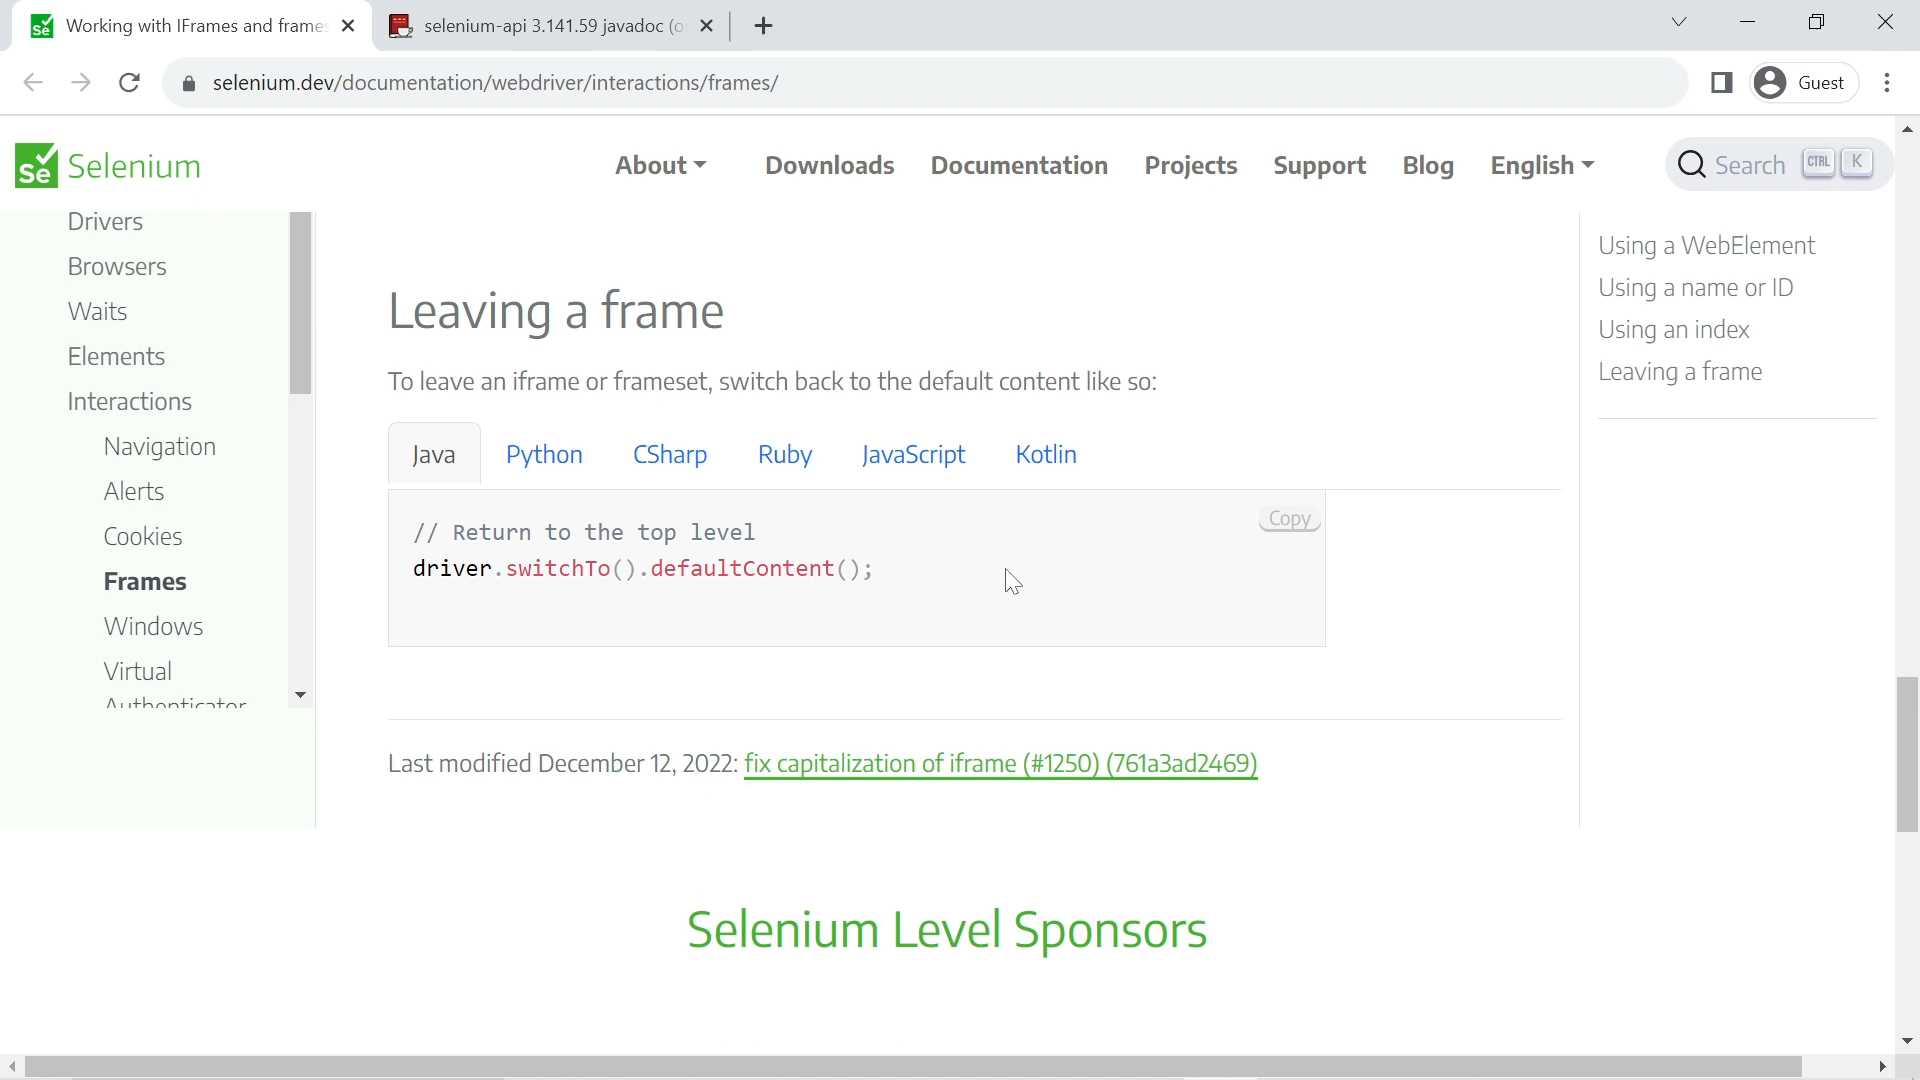 Working with IFrames and frames
selenium-api 3.141.59 javadoc (o
selenium.dev/documentation/webdriver/interactions/frames/
Guest
Se Selenium
About
Downloads
Documentation
Projects
Support
Blog
English
Search CTRL K
Drivers
Browsers
Waits
Elements
Interactions
Navigation
Alerts
Cookies
Frames
Windows
Virtual
Authenticator
Leaving a frame
To leave an iframe or frameset, switch back to the default content like so:
Java Python CSharp Ruby JavaScript Kotlin
Copy
// Return to the top level
driver.switchTo().defaultContent();
Last modified December 12, 2022: fix capitalization of iframe (#1250) (761a3ad2469)
Using a WebElement
Using a name or ID
Using an index
Leaving a frame
Selenium Level Sponsors